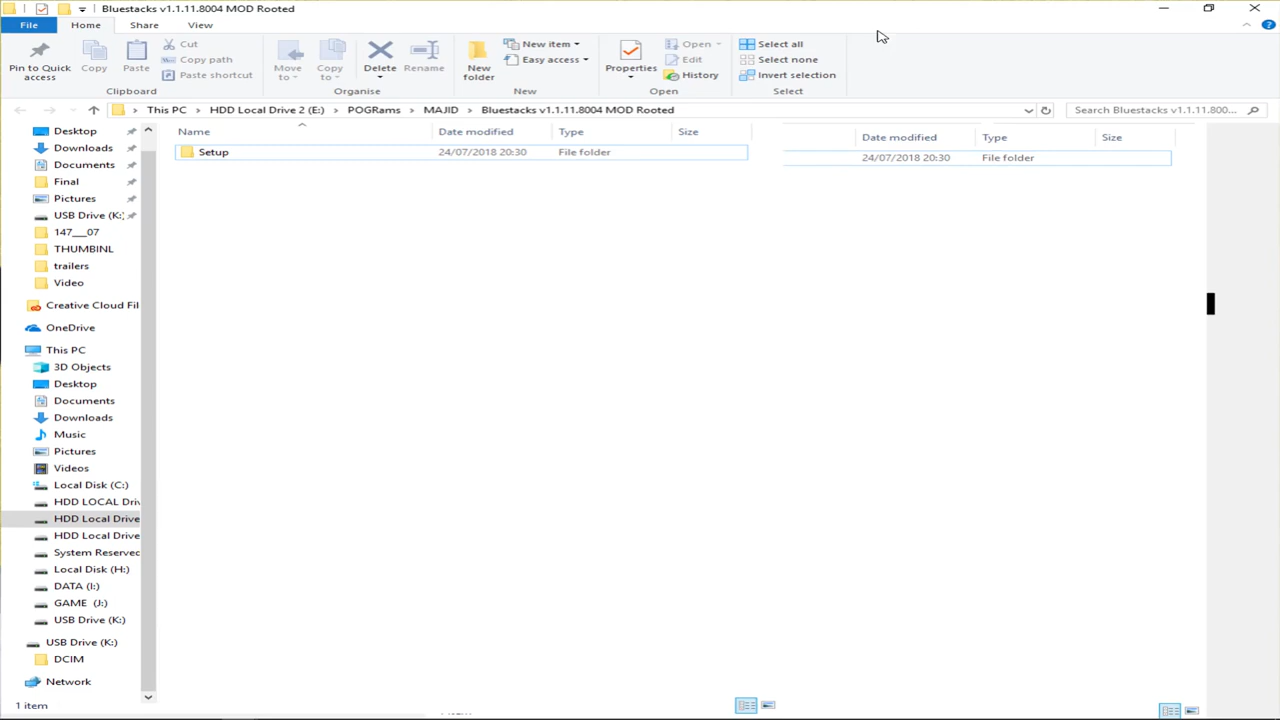 Bluestacks v1.1.11.8004 MOD Rooted
File Home Share View
Pin to Quick access
Copy
Paste
Cut
Copy path
Paste shortcut
Clipboard
Move to
Copy to
Delete
Rename
Organise
New folder
New item
Easy access
New
Properties
Open
Edit
History
Open
Select all
Select none
Invert selection
Select
This PC > HDD Local Drive 2 (E:) > POGRams > MAJID > Bluestacks v1.1.11.8004 MOD Rooted
Search Bluestacks v1.1.11.800...
Name Date modified Type Size
Setup 24/07/2018 20:30 File folder
Date modified Type Size
24/07/2018 20:30 File folder
Desktop
Downloads
Documents
Final
Pictures
USB Drive (K:)
147___07
THUMBINL
trailers
Video
Creative Cloud Fil
OneDrive
This PC
3D Objects
Desktop
Documents
Downloads
Music
Pictures
Videos
Local Disk (C:)
HDD LOCAL Driv
HDD Local Drive
HDD Local Drive
System Reserved
Local Disk (H:)
DATA (I:)
GAME (J:)
USB Drive (K:)
USB Drive (K:)
DCIM
Network
1 item